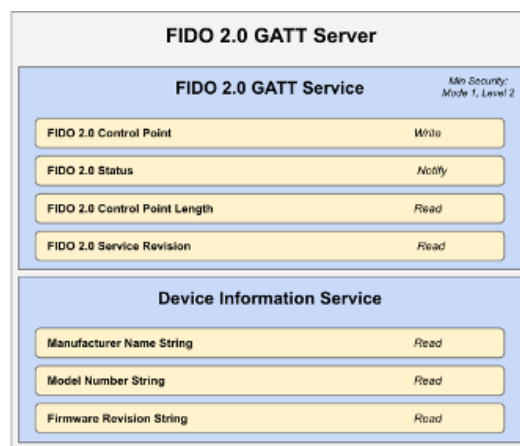 FIDO 2.0 GATT Server
FIDO 2.0 GATT Service
Min Security:
Mode 1, Level 2
FIDO 2.0 Control Point Write
FIDO 2.0 Status Notify
FIDO 2.0 Control Point Length Read
FIDO 2.0 Service Revision Read
Device Information Service
Manufacturer Name String Read
Model Number String Read
Firmware Revision String Read